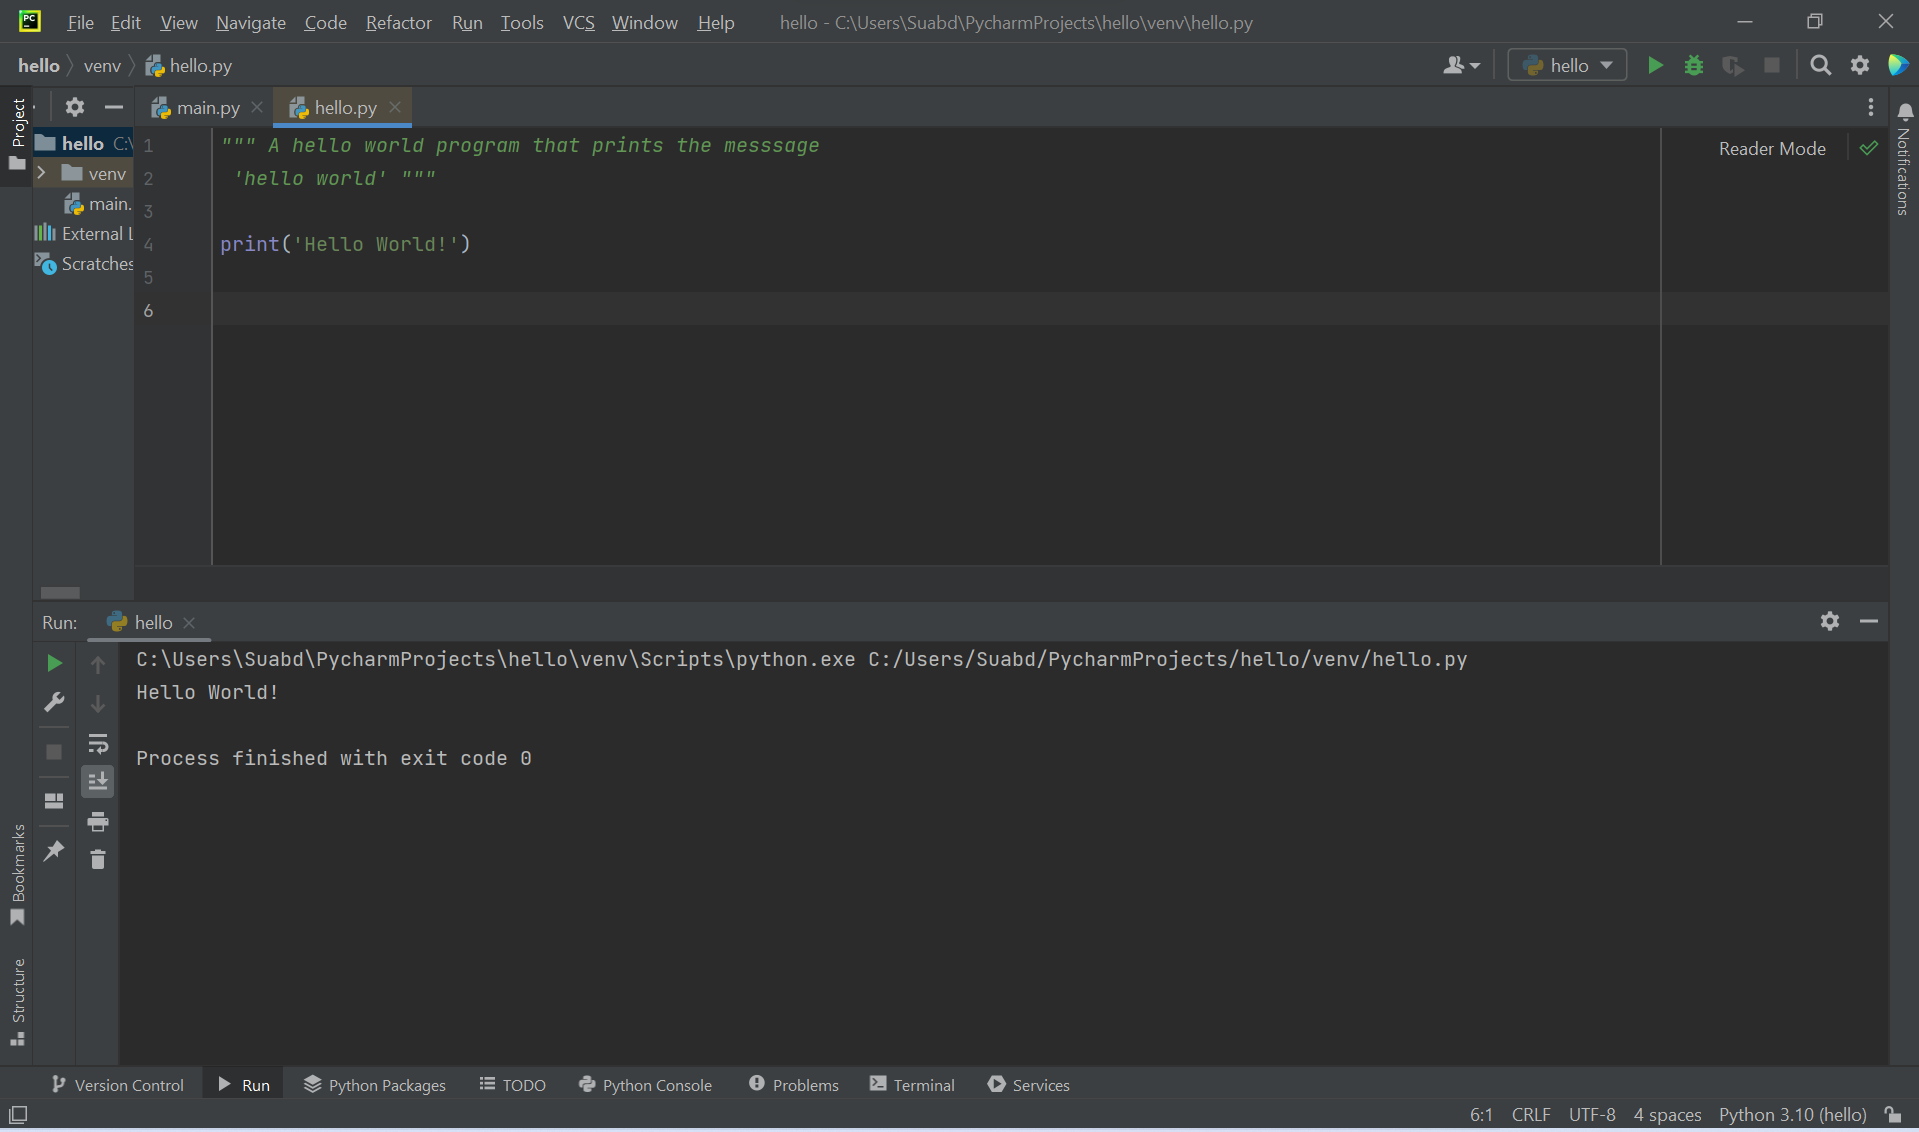 PC
File Edit View Navigate Code Refactor Run Tools VCS Window Help hello - C:\Users\Suabd\PycharmProjects\hello\venv\hello.py
hello venv hello.py hello
Project
main.py hello.py
hello C:\
venv
main.
External L
Scratches
1 """ A hello world program that prints the messsage
2 'hello world' """
3
4 print('Hello World!')
5
6
Reader Mode
Notifications
Run: hello
C:\Users\Suabd\PycharmProjects\hello\venv\Scripts\python.exe C:/Users/Suabd/PycharmProjects/hello/venv/hello.py
Hello World!
Process finished with exit code 0
Bookmarks
Structure
Version Control Run Python Packages TODO Python Console Problems Terminal Services
6:1 CRLF UTF-8 4 spaces Python 3.10 (hello)